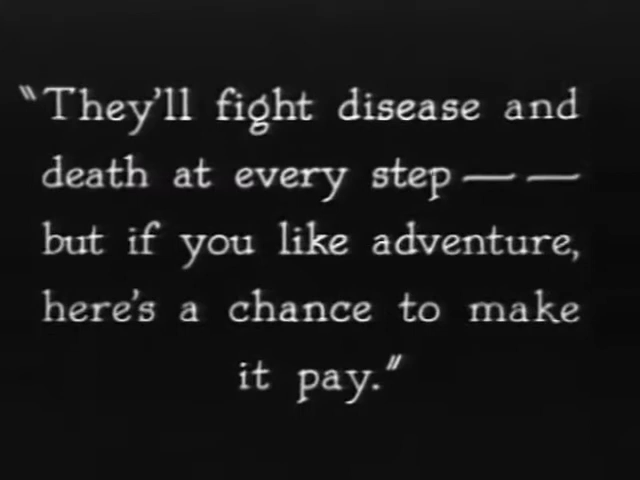 "They'll fight disease and
death at every step — —
but if you like adventure,
here's a chance to make
it pay."